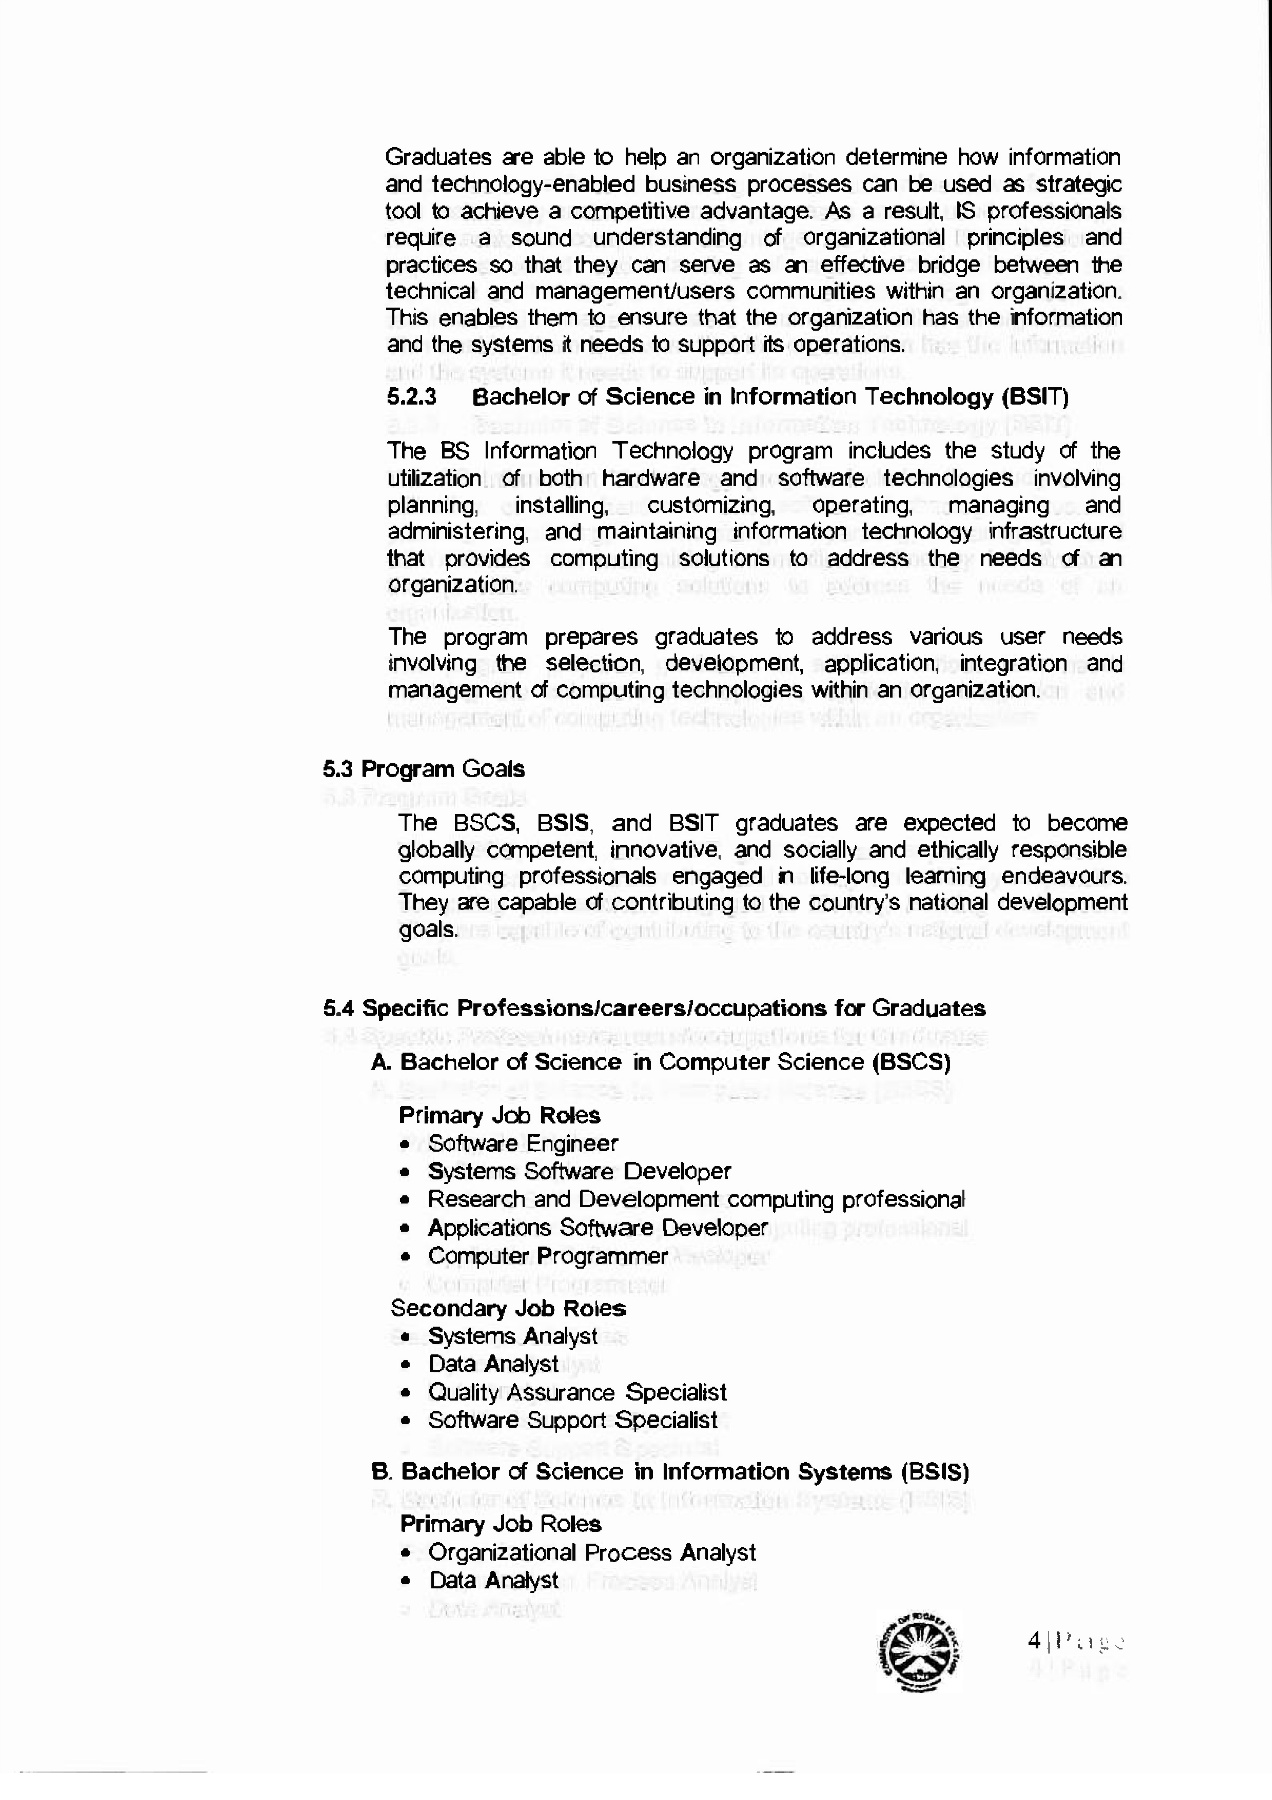 Graduates are able to help an organization determine how information
and technology-enabled business processes can be used as strategic
tool to achieve a competitive advantage. As a result, IS professionals
require a sound understanding of organizational principles and
practices so that they can serve as an effective bridge between the
technical and management/users communities within an organization.
This enables them to ensure that the organization has the information
and the systems it needs to support its operations.
5.2.3 Bachelor of Science in Information Technology (BSIT)
The BS Information Technology program includes the study of the
utilization of both hardware and software technologies involving
planning, installing, customizing, operating, managing and
administering, and maintaining information technology infrastructure
that provides computing solutions to address the needs of an
organization.
The program prepares graduates to address various user needs
involving the selection, development, application, integration and
management of computing technologies within an organization.
5.3 Program Goals
The BSCS, BSIS, and BSIT graduates are expected to become
globally competent, innovative, and socially and ethically responsible
computing professionals engaged in life-long learning endeavours.
They are capable of contributing to the country's national development
goals.
5.4 Specific Professions/careers/occupations for Graduates
A. Bachelor of Science in Computer Science (BSCS)
Primary Job Roles
• Software Engineer
• Systems Software Developer
• Research and Development computing professional
• Applications Software Developer
• Computer Programmer
Secondary Job Roles
• Systems Analyst
• Data Analyst
• Quality Assurance Specialist
• Software Support Specialist
B. Bachelor of Science in Information Systems (BSIS)
Primary Job Roles
• Organizational Process Analyst
• Data Analyst
4 | Page